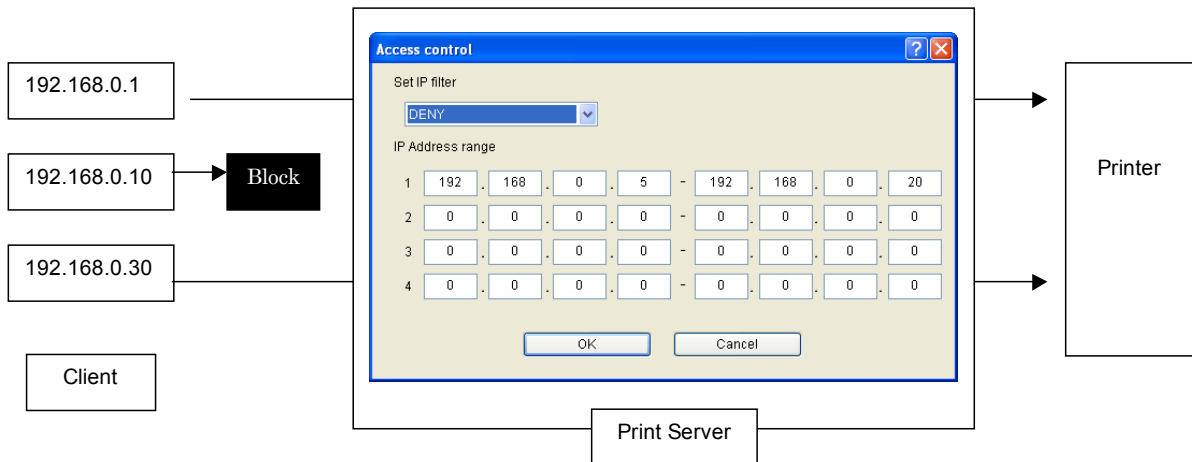 Access control
Set IP filter
DENY
IP Address range
1 192 . 168 . 0 . 5 - 192 . 168 . 0 . 20
2 0 . 0 . 0 . 0 - 0 . 0 . 0 . 0
3 0 . 0 . 0 . 0 - 0 . 0 . 0 . 0
4 0 . 0 . 0 . 0 - 0 . 0 . 0 . 0
OK Cancel
192.168.0.1
192.168.0.10
Block
192.168.0.30
Client
Print Server
Printer